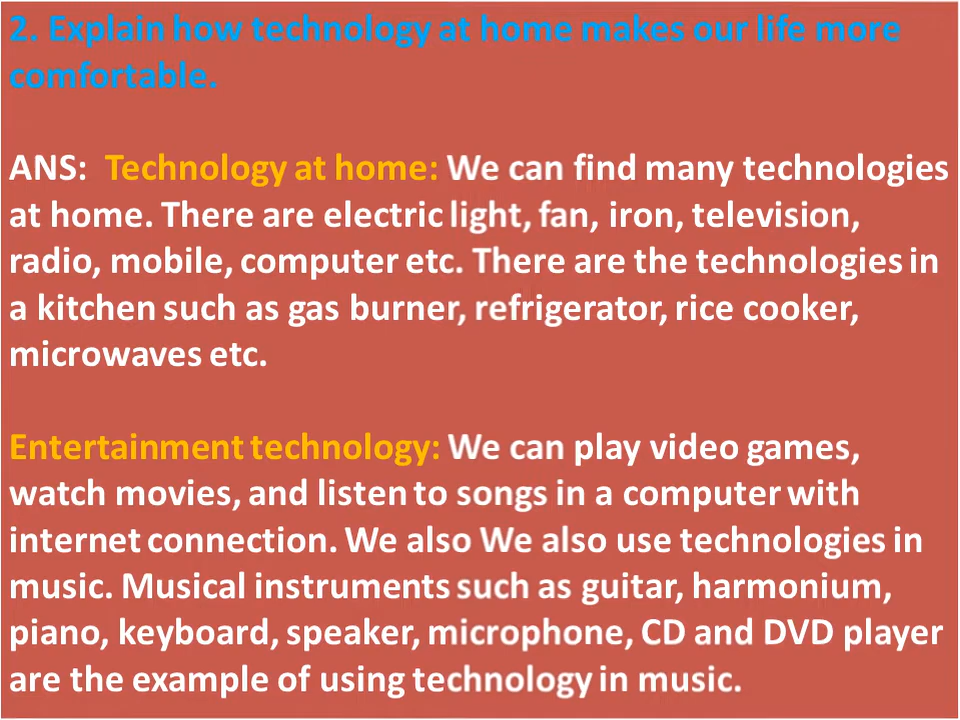 2. Explain how technology at home makes our life more
comfortable.
ANS: Technology at home: We can find many technologies
at home. There are electric light, fan, iron, television,
radio, mobile, computer etc. There are the technologies in
a kitchen such as gas burner, refrigerator, rice cooker,
microwaves etc.
Entertainment technology: We can play video games,
watch movies, and listen to songs in a computer with
internet connection. We also We also use technologies in
music. Musical instruments such as guitar, harmonium,
piano, keyboard, speaker, microphone, CD and DVD player
are the example of using technology in music.